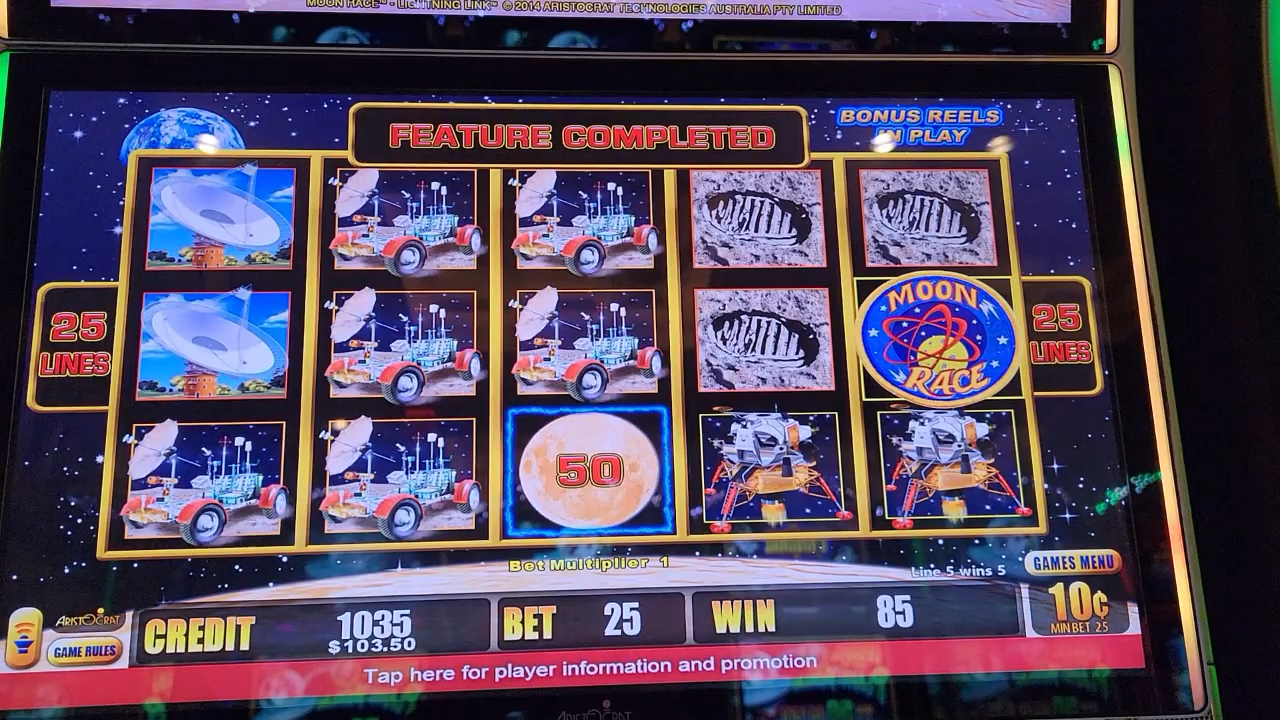 MOON RACE™ - LIGHTNING LINK™ © 2014 ARISTOCRAT TECHNOLOGIES AUSTRALIA PTY LIMITED
FEATURE COMPLETED
BONUS REELS
IN PLAY
25
LINES
MOON
RACE
25
LINES
50
Bet Multiplier 1
Line 5 wins 5
GAMES MENU
ARISTOCRAT
GAME RULES
CREDIT
1035
$103.50
BET
25
WIN
85
10¢
MIN BET 25
Tap here for player information and promotion
ARISTOCRAT